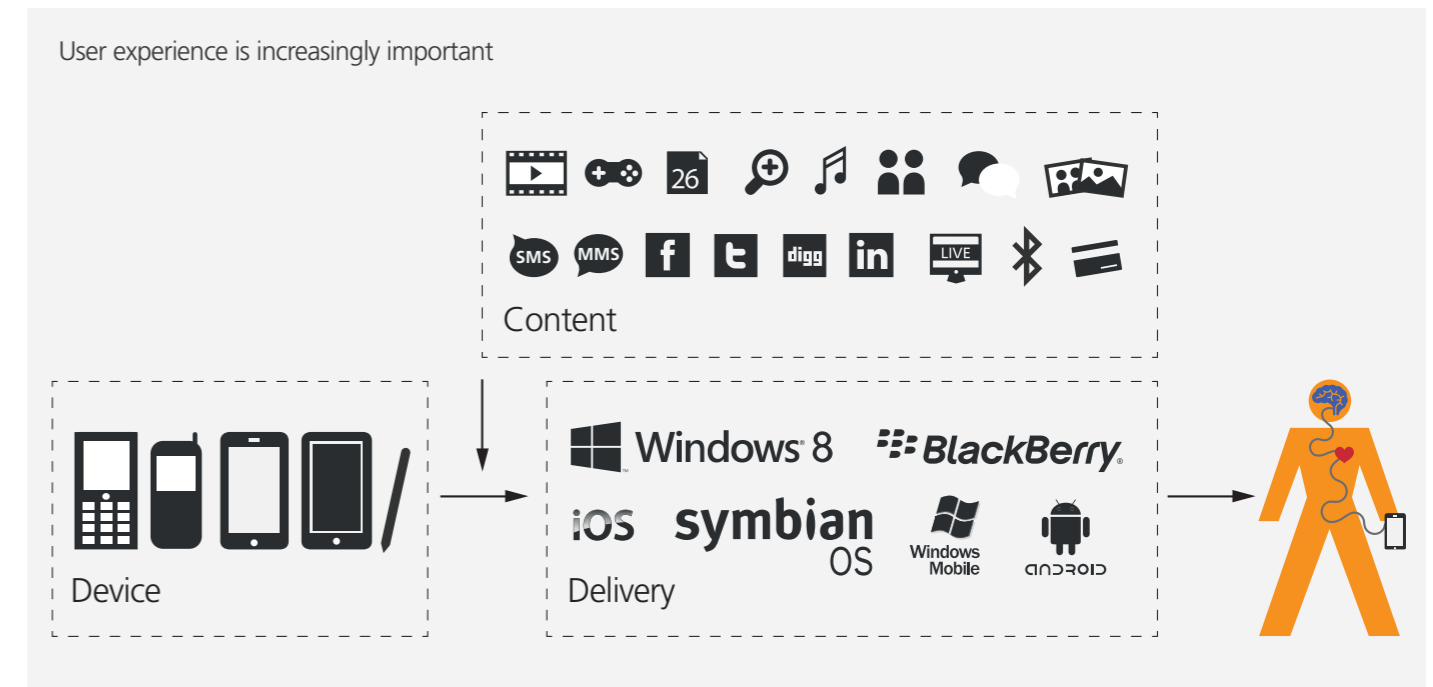 User experience is increasingly important
26
SMS MMS f t digg in LIVE
Content
Windows® 8 BlackBerry®
iOS symbian
OS
Windows
Mobile
ANDROID
Device
Delivery